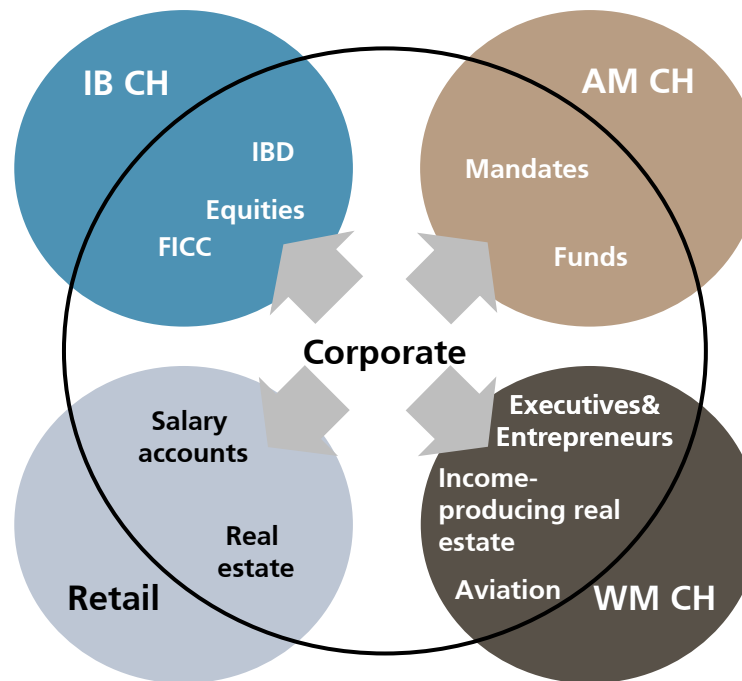 IB CH
IBD
Equities
FICC
AM CH
Mandates
Funds
Corporate
Salary
accounts
Real
estate
Retail
Executives&
Entrepreneurs
Income-
producing real
estate
Aviation
WM CH